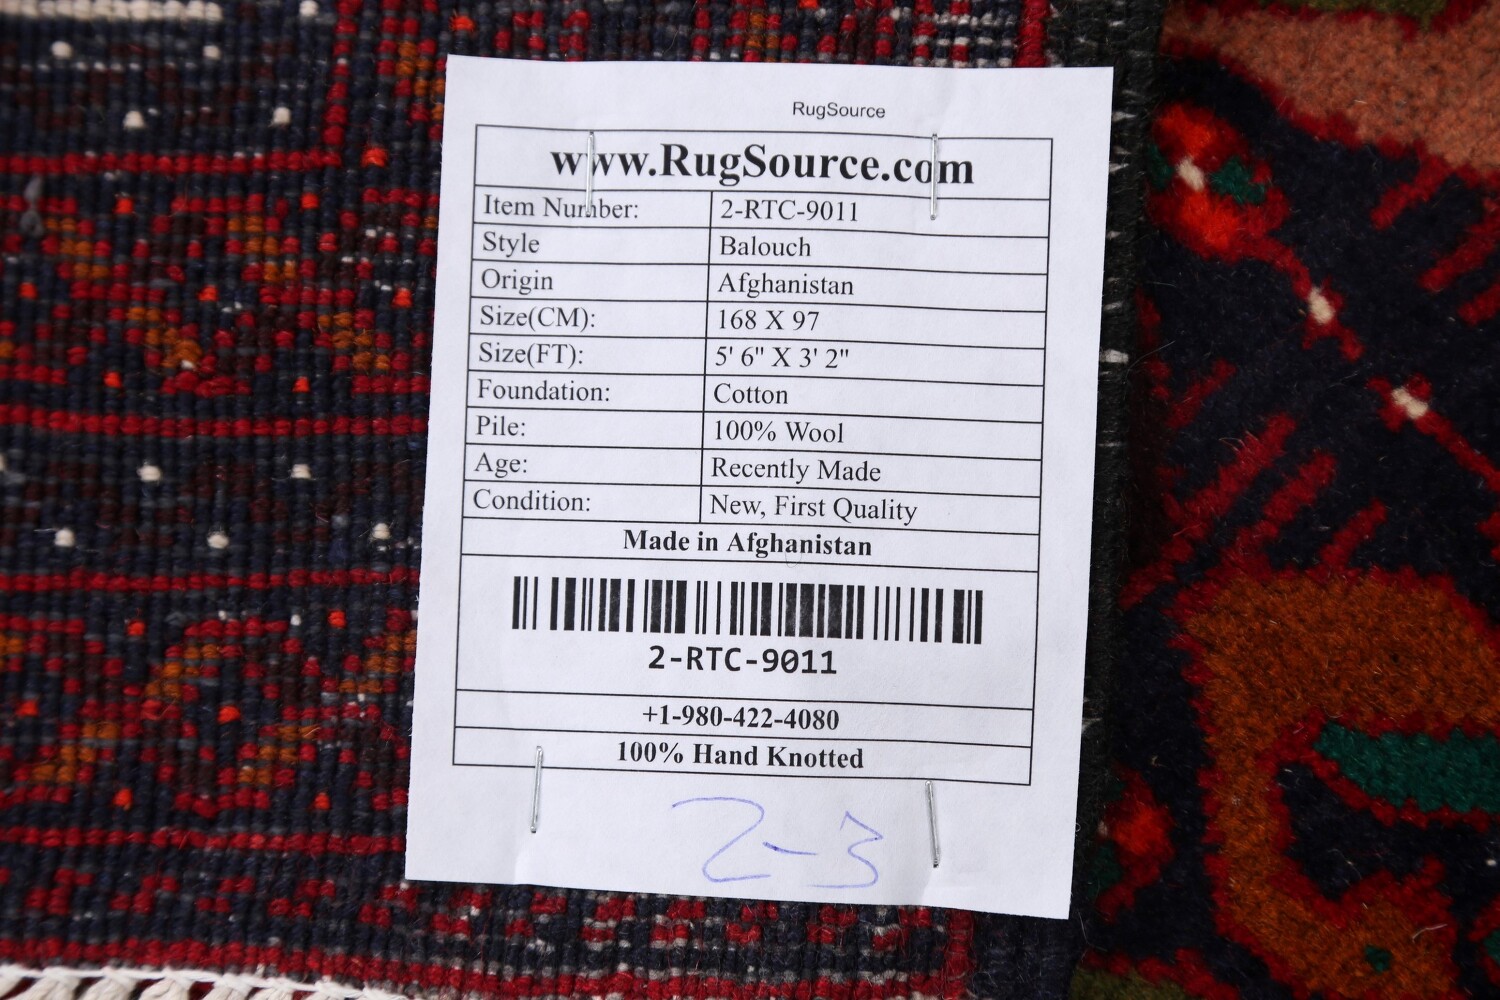 RugSource
www.RugSource.com
Item Number: 2-RTC-9011
Style Balouch
Origin Afghanistan
Size(CM): 168 X 97
Size(FT): 5' 6" X 3' 2"
Foundation: Cotton
Pile: 100% Wool
Age: Recently Made
Condition: New, First Quality
Made in Afghanistan
2-RTC-9011
+1-980-422-4080
100% Hand Knotted
2-3